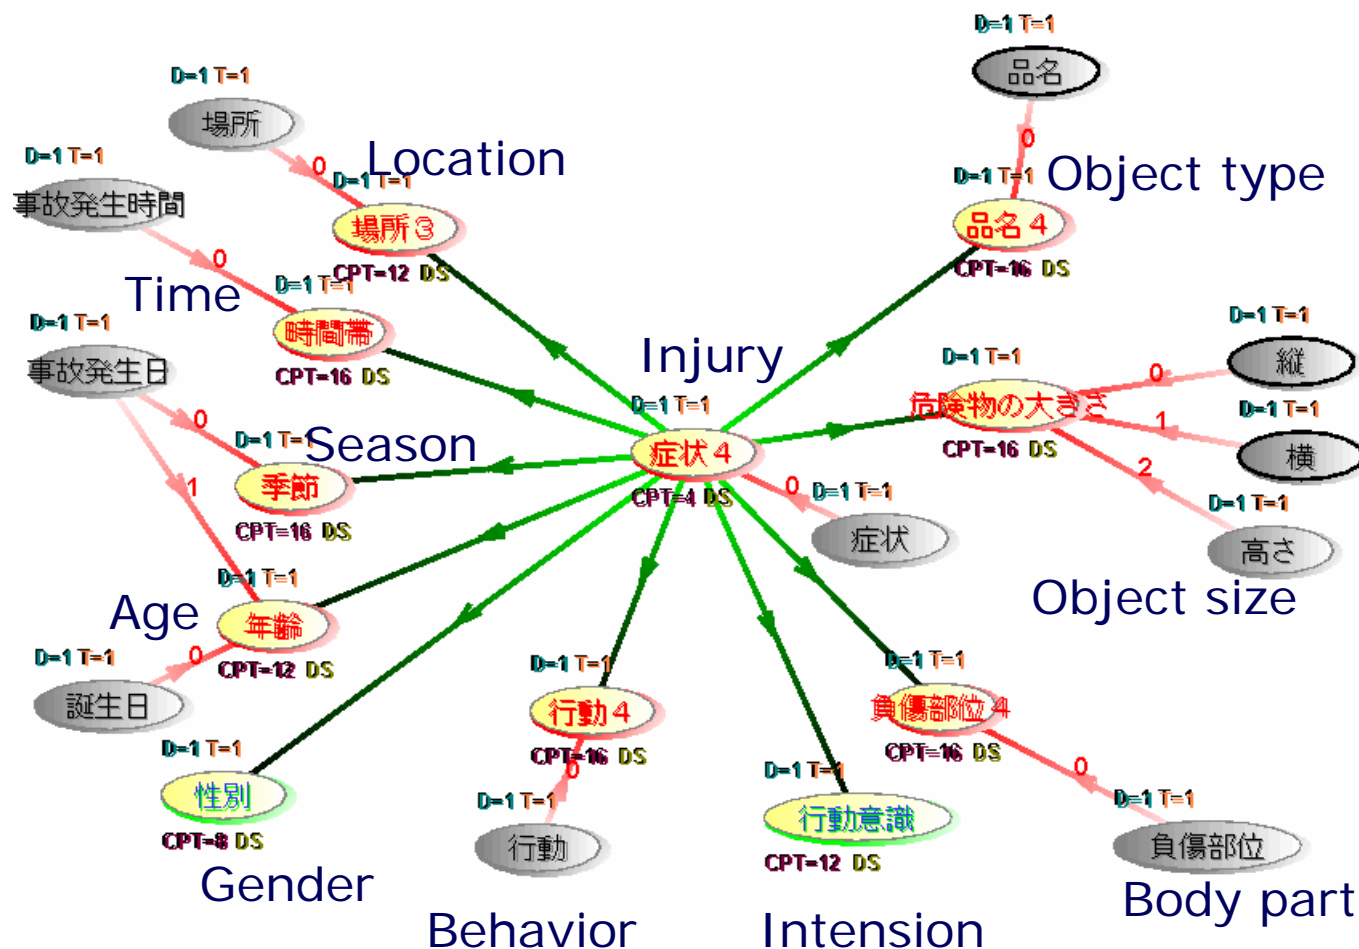 D=1 T=1
品名
D=1 T=1
場所
0
Location
D=1 T=1
場所3
CPT=12 DS
0
D=1 T=1
品名4
CPT=16 DS
Object type
D=1 T=1
事故発生時間
0
Time
D=1 T=1
時間帯
CPT=16 DS
D=1 T=1
事故発生日
0
1
Season
D=1 T=1
季節
CPT=16 DS
Injury
D=1 T=1
症状4
CPT=4 DS
0
D=1 T=1
症状
D=1 T=1
危険物の大きさ
CPT=16 DS
D=1 T=1
縦
0
D=1 T=1
横
1
D=1 T=1
高さ
2
Object size
Age
D=1 T=1
年齢
CPT=12 DS
D=1 T=1
誕生日
0
D=1 T=1
性別
CPT=8 DS
Gender
D=1 T=1
行動4
CPT=16 DS
0
D=1 T=1
行動
Behavior
D=1 T=1
行動意識
CPT=12 DS
Intension
D=1 T=1
負傷部位4
CPT=16 DS
0
D=1 T=1
負傷部位
Body part